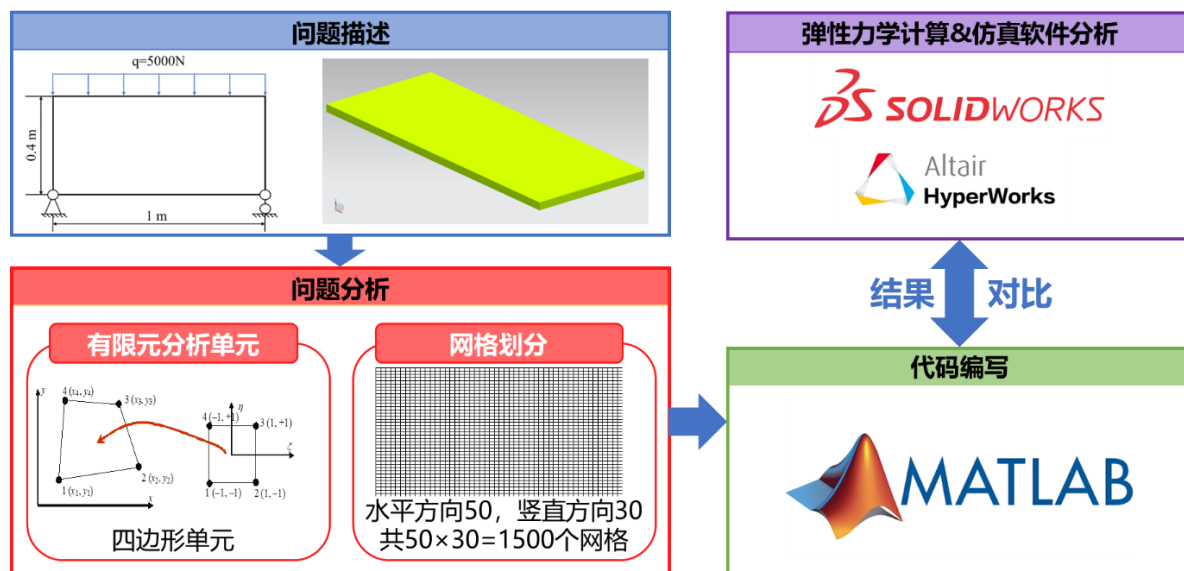 问题描述
q=5000N
0.4 m
1 m
问题分析
有限元分析单元
y
4 (x₄, y₄)
3 (x₃, y₃)
2 (x₂, y₂)
1 (x₁, y₂)
x
η
4 (−1, +1)
3 (1, +1)
ζ
1 (−1, −1)
2 (1, −1)
四边形单元
网格划分
水平方向50，竖直方向30
共50×30=1500个网格
弹性力学计算&仿真软件分析
SOLIDWORKS
Altair
HyperWorks
结果 对比
代码编写
MATLAB